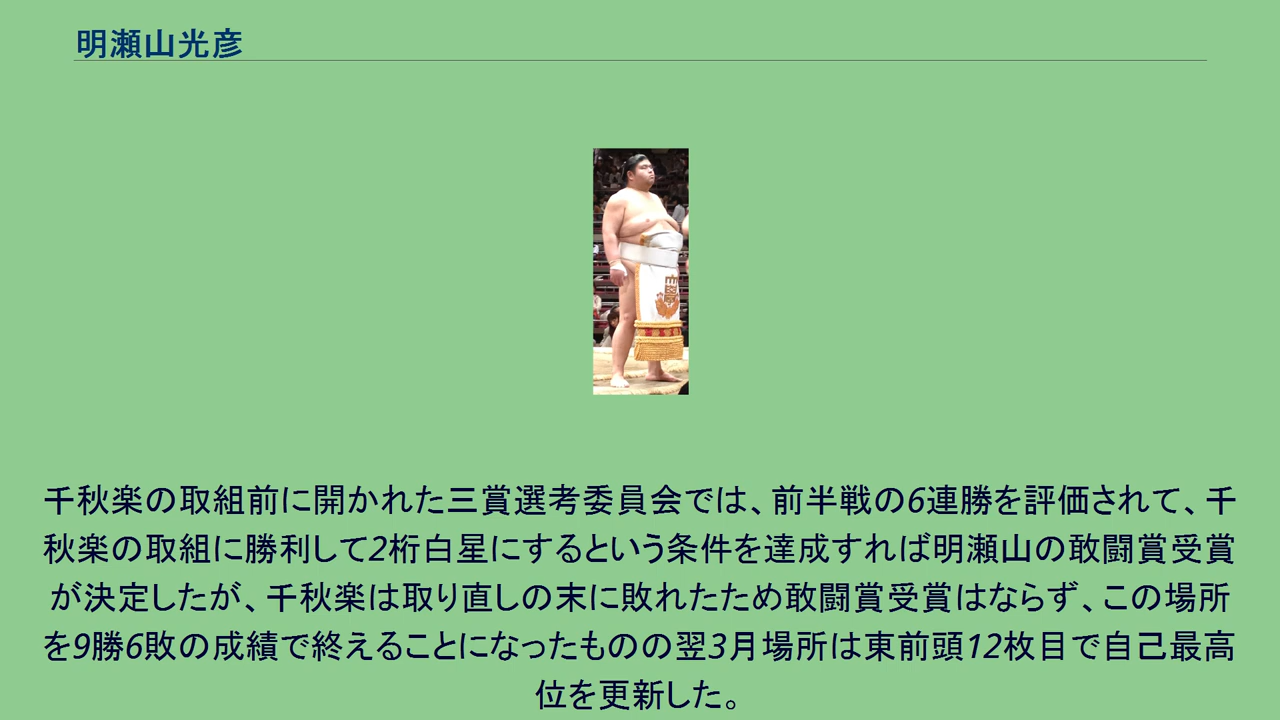 明瀬山光彦
千秋楽の取組前に開かれた三賞選考委員会では、前半戦の6連勝を評価されて、千
秋楽の取組に勝利して2桁白星にするという条件を達成すれば明瀬山の敢闘賞受賞
が決定したが、千秋楽は取り直しの末に敗れたため敢闘賞受賞はならず、この場所
を9勝6敗の成績で終えることになったものの翌3月場所は東前頭12枚目で自己最高
位を更新した。